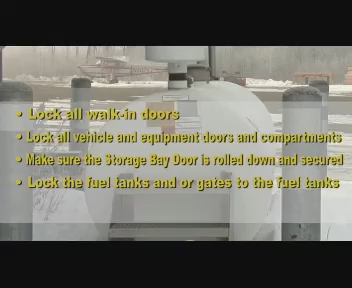 • Lock all walk-in doors
• Lock all vehicle and equipment doors and compartments
• Make sure the Storage Bay Door is rolled down and secured
• Lock the fuel tanks and or gates to the fuel tanks